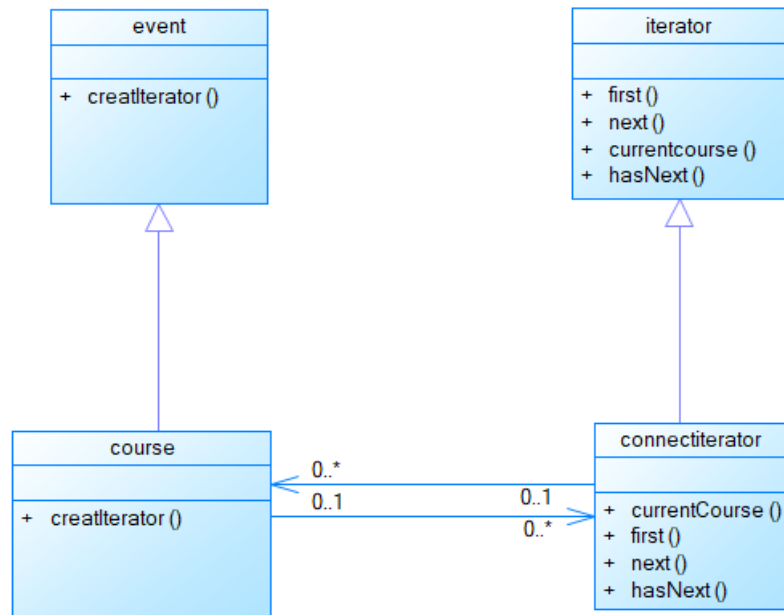 event
+ creatIterator ()
iterator
+ first ()
+ next ()
+ currentcourse ()
+ hasNext ()
course
+ creatIterator ()
0..*
0..1
0..1
0..*
connectiterator
+ currentCourse ()
+ first ()
+ next ()
+ hasNext ()